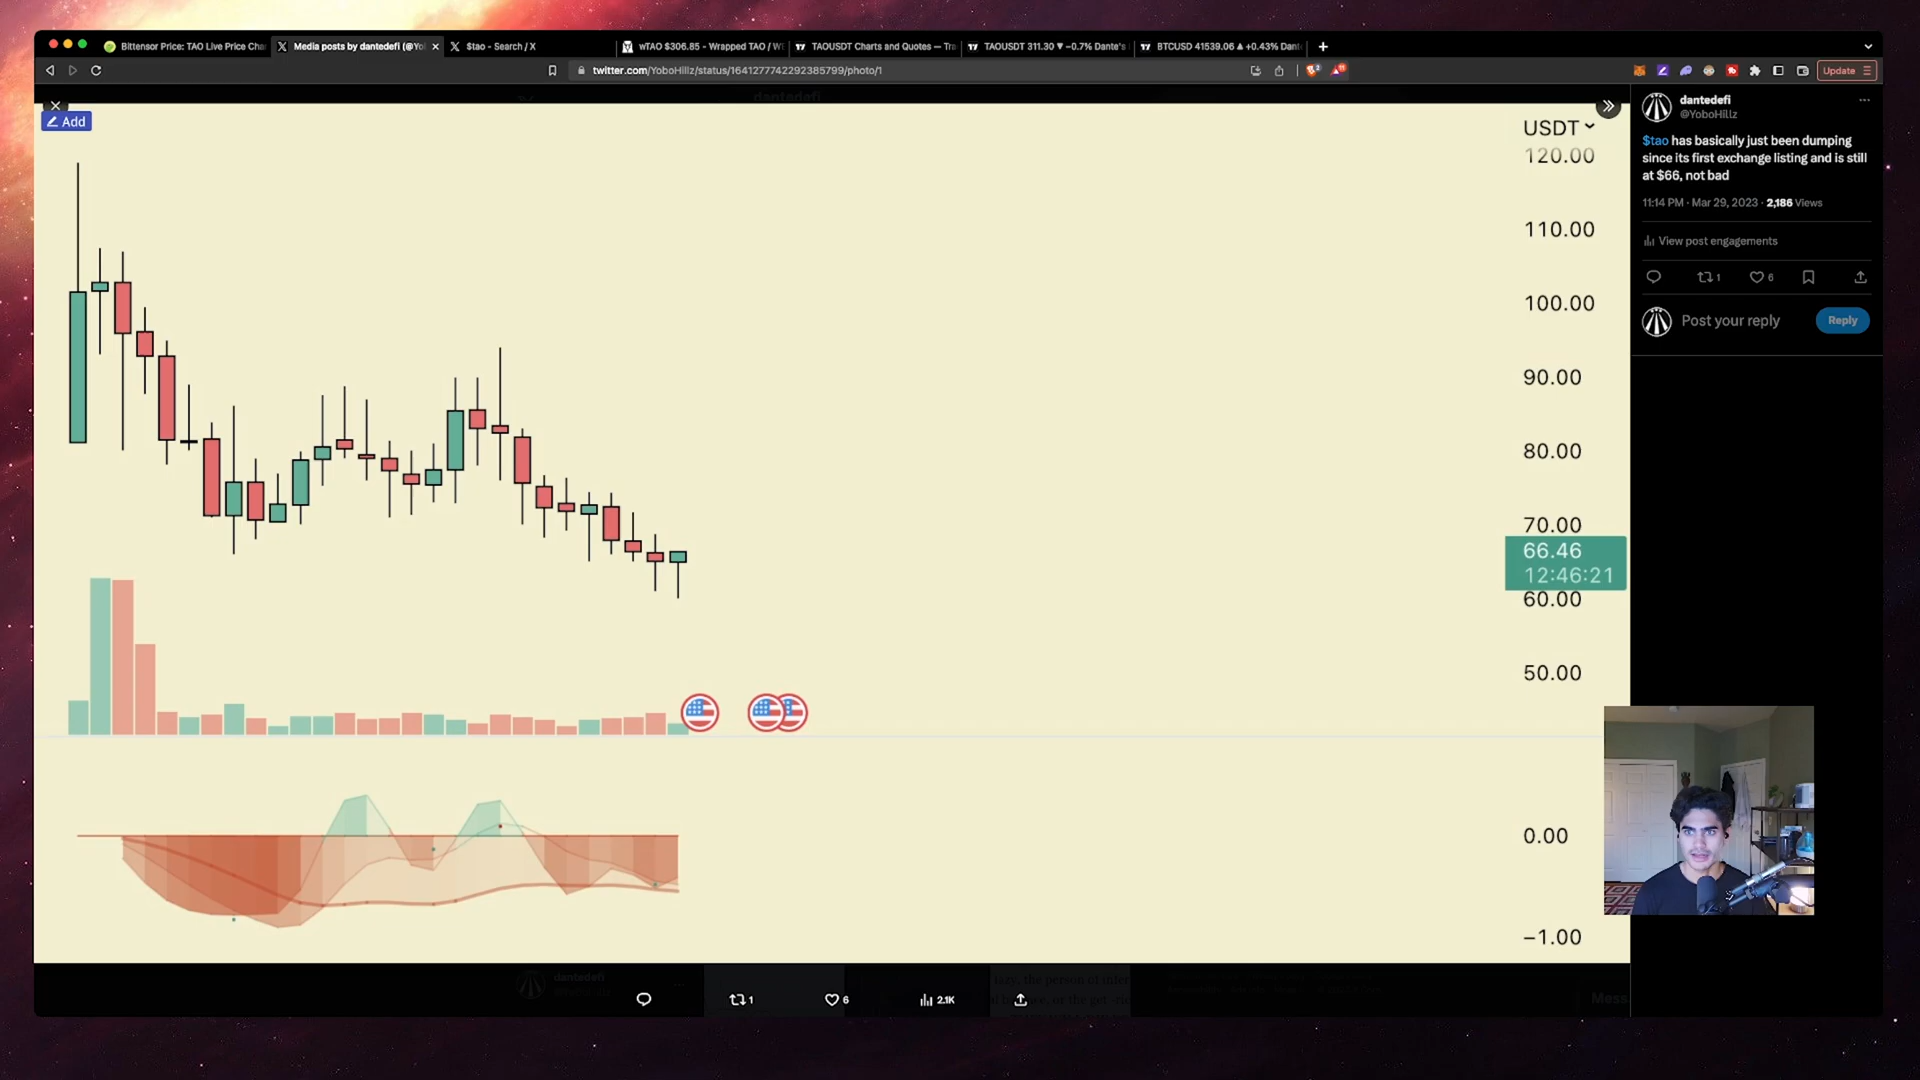 Bittensor Price: TAO Live Price Cha
Media posts by dantedefi (@Yo
$tao - Search / X
wTAO $306.85 - Wrapped TAO / W
TAOUSDT Charts and Quotes — Tra
TAOUSDT 311.30 ▼ −0.7% Dante's
BTCUSD 41539.06 ▲ +0.43% Dant
twitter.com/YoboHillz/status/1641277742292385799/photo/1
Update
Add
USDT
120.00
110.00
100.00
90.00
80.00
70.00
66.46
12:46:21
60.00
50.00
0.00
−1.00
dantedefi
@YoboHillz
$tao has basically just been dumping
since its first exchange listing and is still
at $66, not bad
11:14 PM · Mar 29, 2023 · 2,186 Views
View post engagements
1
6
Post your reply
Reply
dantedefi
1
6
2.1K